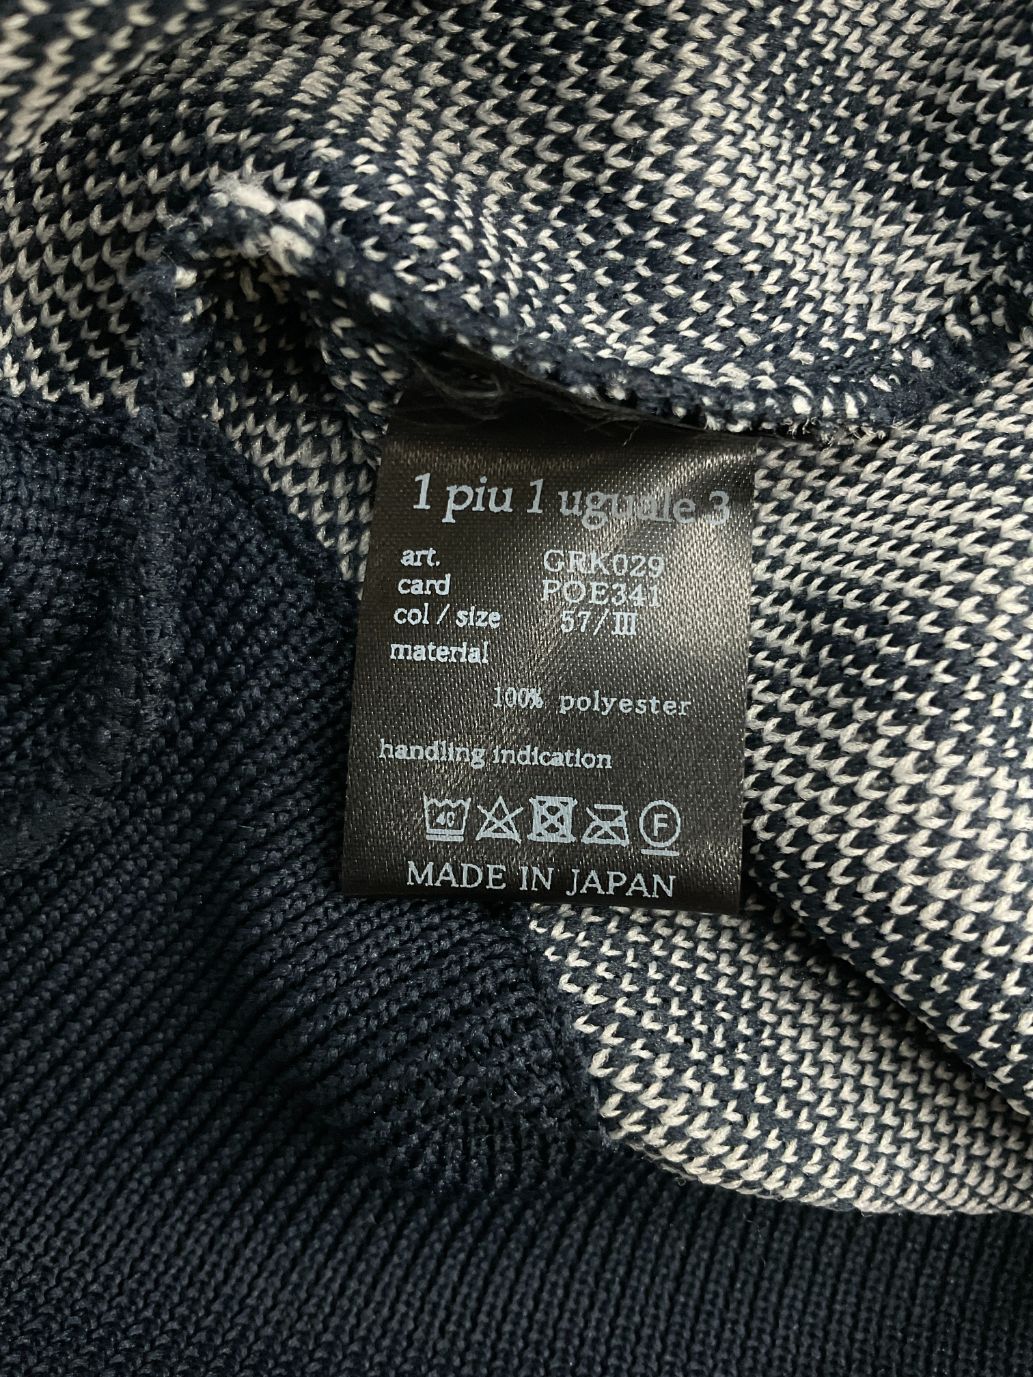 1 piu 1 uguale 3
art. GRK029
card POE341
col / size 57/III
material
100% polyester
handling indication
40 F
MADE IN JAPAN